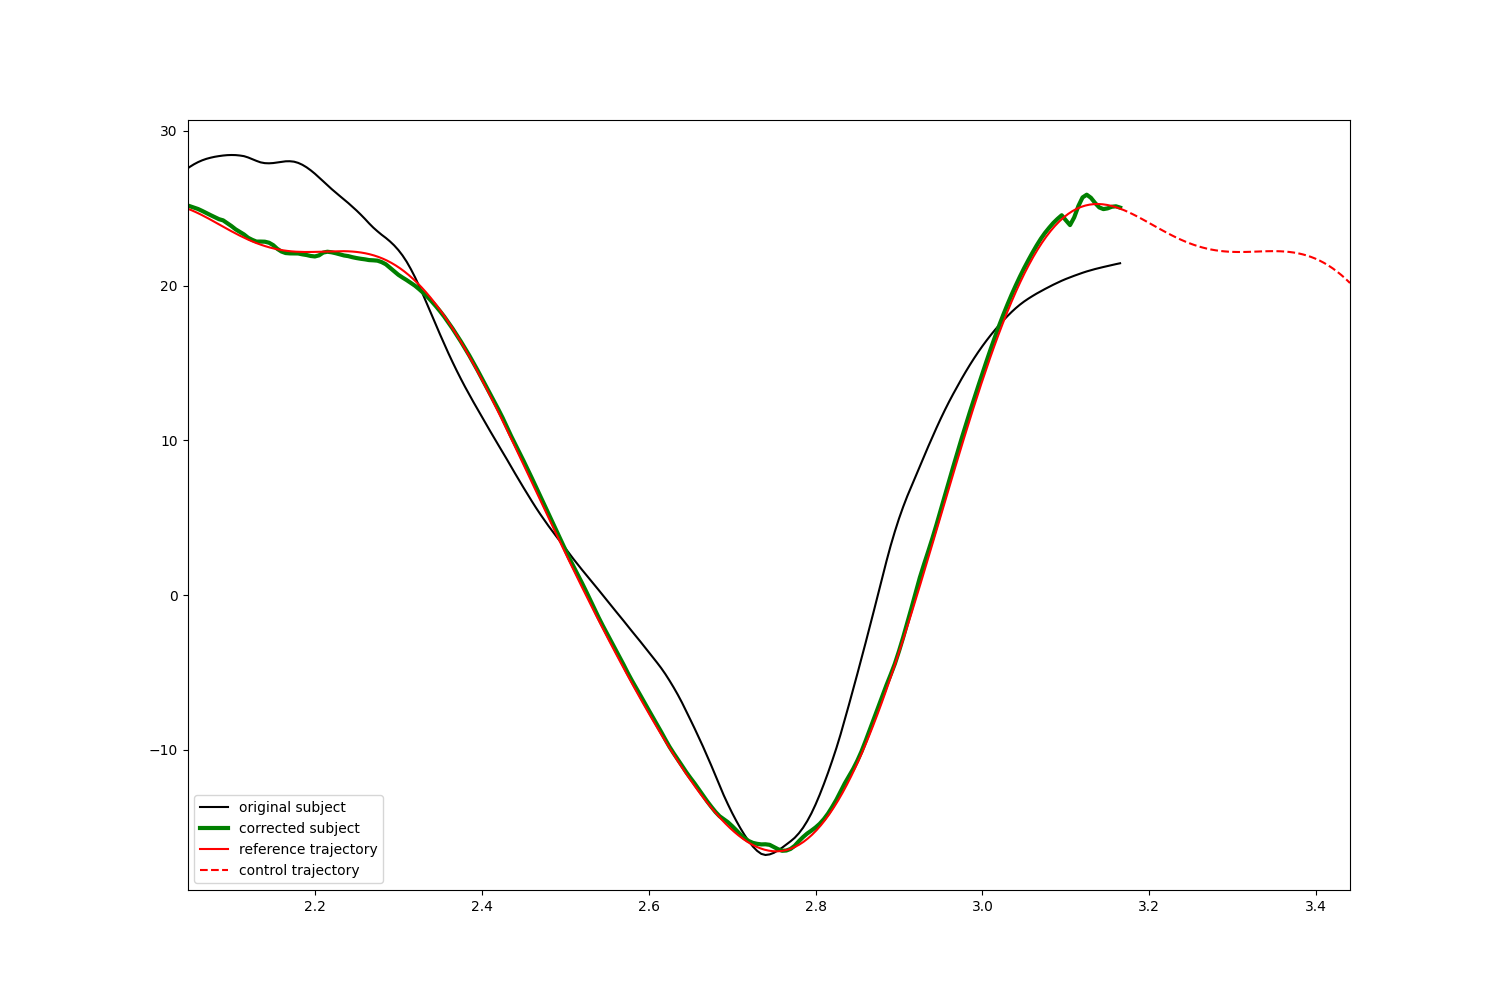 30
20
10
0
−10
original subject
corrected subject
reference trajectory
control trajectory
2.2 2.4 2.6 2.8 3.0 3.2 3.4